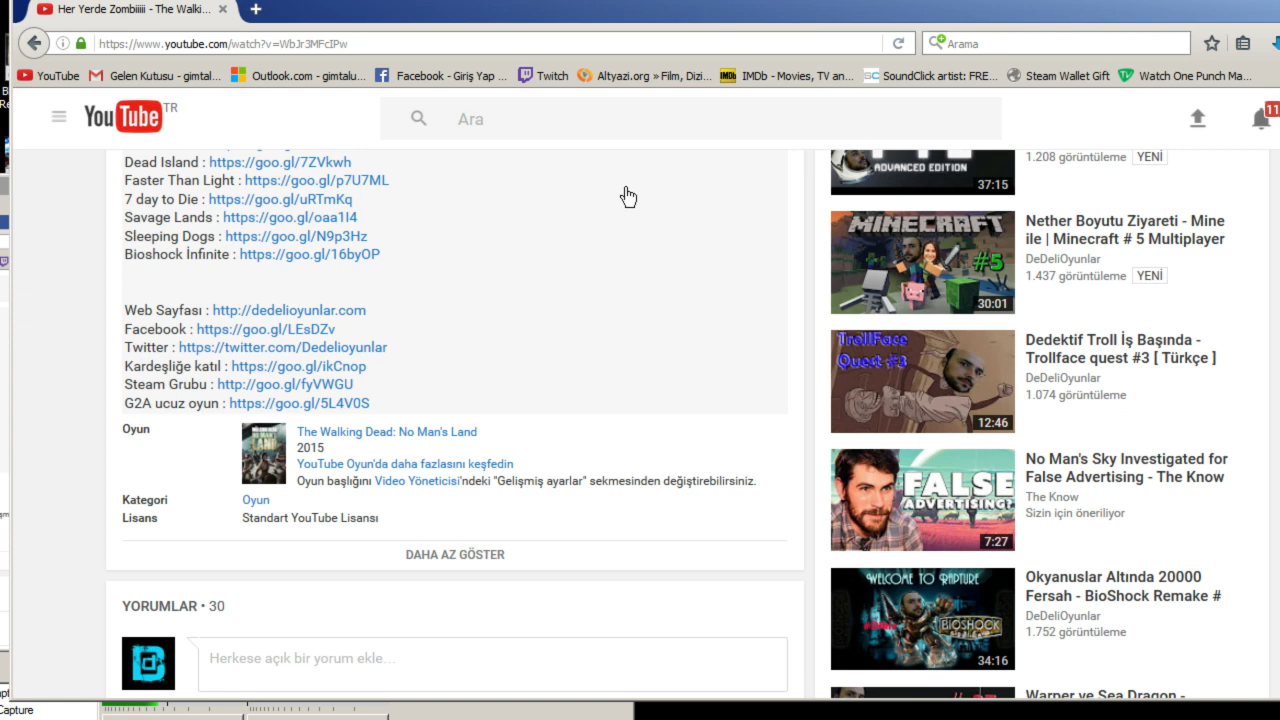 Her Yerde Zombiiiii - The Walki...
https://www.youtube.com/watch?v=WbJr3MFcIPw
Arama
YouTube
Gelen Kutusu - gimtal...
Outlook.com - gimtalu...
Facebook - Giriş Yap ...
Twitch
Altyazi.org » Film, Dizi...
IMDb - Movies, TV an...
SoundClick artist: FRE...
Steam Wallet Gift
Watch One Punch Ma...
YouTube TR
Ara
11
Dead Island : https://goo.gl/7ZVkwh
Faster Than Light : https://goo.gl/p7U7ML
7 day to Die : https://goo.gl/uRTmKq
Savage Lands : https://goo.gl/oaa1I4
Sleeping Dogs : https://goo.gl/N9p3Hz
Bioshock İnfinite : https://goo.gl/16byOP
Web Sayfası : http://dedelioyunlar.com
Facebook : https://goo.gl/LEsDZv
Twitter : https://twitter.com/Dedelioyunlar
Kardeşliğe katıl : https://goo.gl/ikCnop
Steam Grubu : http://goo.gl/fyVWGU
G2A ucuz oyun : https://goo.gl/5L4V0S
Oyun
The Walking Dead: No Man's Land
2015
YouTube Oyun'da daha fazlasını keşfedin
Oyun başlığını Video Yöneticisi'ndeki "Gelişmiş ayarlar" sekmesinden değiştirebilirsiniz.
Kategori Oyun
Lisans Standart YouTube Lisansı
DAHA AZ GÖSTER
YORUMLAR • 30
Herkese açık bir yorum ekle...
ADVANCED EDITION
37:15
1.208 görüntüleme YENİ
MINECRAFT
#5
30:01
Nether Boyutu Ziyareti - Mine
ile | Minecraft # 5 Multiplayer
DeDeliOyunlar
1.437 görüntüleme YENİ
TrollFace
Quest #3
12:46
Dedektif Troll İş Başında -
Trollface quest #3 [ Türkçe ]
DeDeliOyunlar
1.074 görüntüleme
FALSE
ADVERTISING?
7:27
No Man's Sky Investigated for
False Advertising - The Know
The Know
Sizin için öneriliyor
WELCOME TO RAPTURE
BIOSHOCK
34:16
Okyanuslar Altında 20000
Fersah - BioShock Remake #
DeDeliOyunlar
1.752 görüntüleme
Warper ve Sea Dragon -
Capture